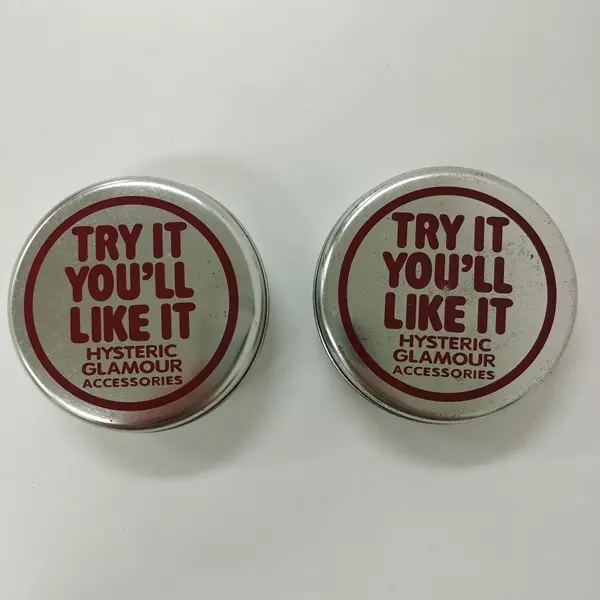 TRY IT
YOU'LL
LIKE IT
HYSTERIC
GLAMOUR
ACCESSORIES
TRY IT
YOU'LL
LIKE IT
HYSTERIC
GLAMOUR
ACCESSORIES